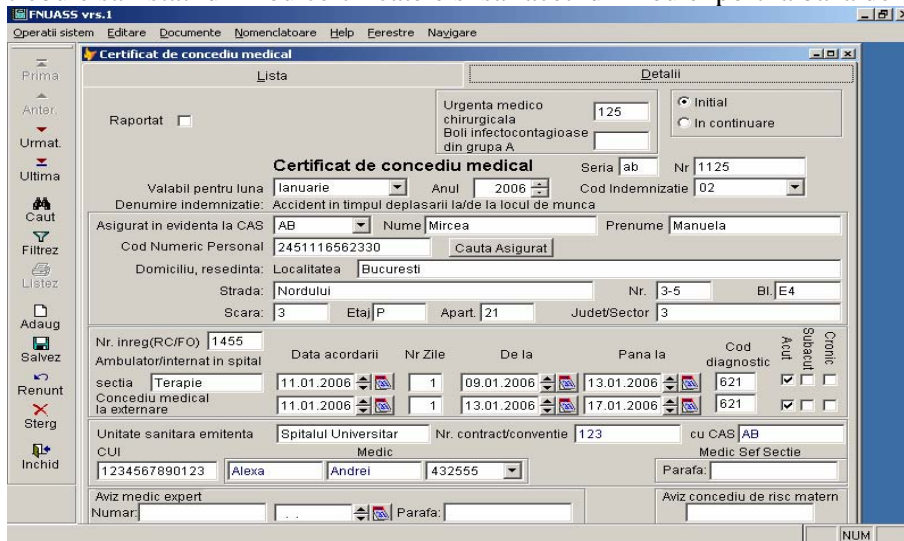 FNUASS vrs.1
Operatii sistem Editare Documente Nomenclatoare Help Ferestre Navigare
Certificat de concediu medical
Lista Detalii
Prima
Anter.
Urmat.
Ultima
Caut
Filtrez
Listez
Adaug
Salvez
Renunt
Sterg
Inchid
Raportat
Urgenta medico chirurgicala 125
Boli infectocontagioase din grupa A
Initial
In continuare
Certificat de concediu medical Seria ab Nr 1125
Valabil pentru luna Ianuarie Anul 2006 Cod Indemnizatie 02
Denumire indemnizatie: Accident in timpul deplasarii la/de la locul de munca
Asigurat in evidenta la CAS AB Nume Mircea Prenume Manuela
Cod Numeric Personal 2451116562330 Cauta Asigurat
Domiciliu, resedinta: Localitatea Bucuresti
Strada: Nordului Nr. 3-5 Bl. E4
Scara: 3 Etaj P Apart. 21 Judet/Sector 3
Nr. inreg(RC/FO) 1455
Ambulator/internat in spital Data acordarii Nr Zile De la Pana la Cod diagnostic Acut Subacut Cronic
sectia Terapie 11.01.2006 1 09.01.2006 13.01.2006 621
Concediu medical la externare 11.01.2006 1 13.01.2006 17.01.2006 621
Unitate sanitara emitenta Spitalul Universitar Nr. contract/conventie 123 cu CAS AB
CUI Medic Medic Sef Sectie
1234567890123 Alexa Andrei 432555 Parafa:
Aviz medic expert Aviz concediu de risc matern
Numar: . . Parafa:
NUM